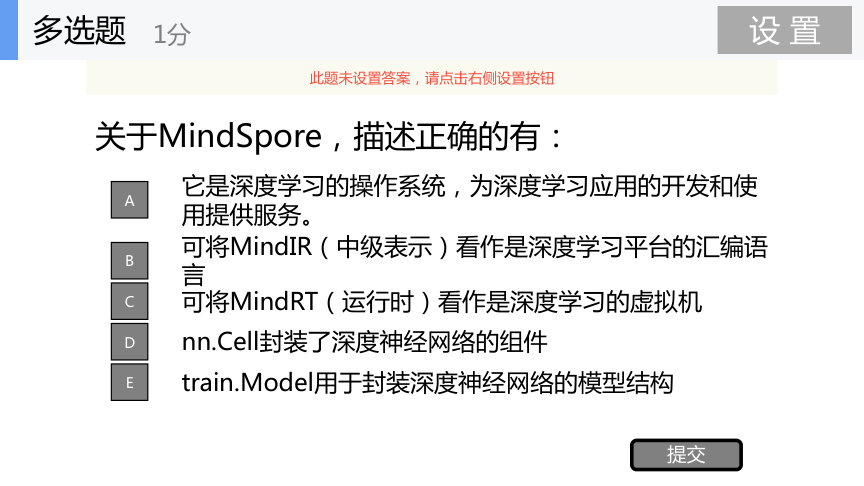 多选题 1分
设 置
此题未设置答案，请点击右侧设置按钮
关于MindSpore，描述正确的有：
A
它是深度学习的操作系统，为深度学习应用的开发和使
用提供服务。
B
可将MindIR（中级表示）看作是深度学习平台的汇编语
言
C
可将MindRT（运行时）看作是深度学习的虚拟机
D
nn.Cell封装了深度神经网络的组件
E
train.Model用于封装深度神经网络的模型结构
提交